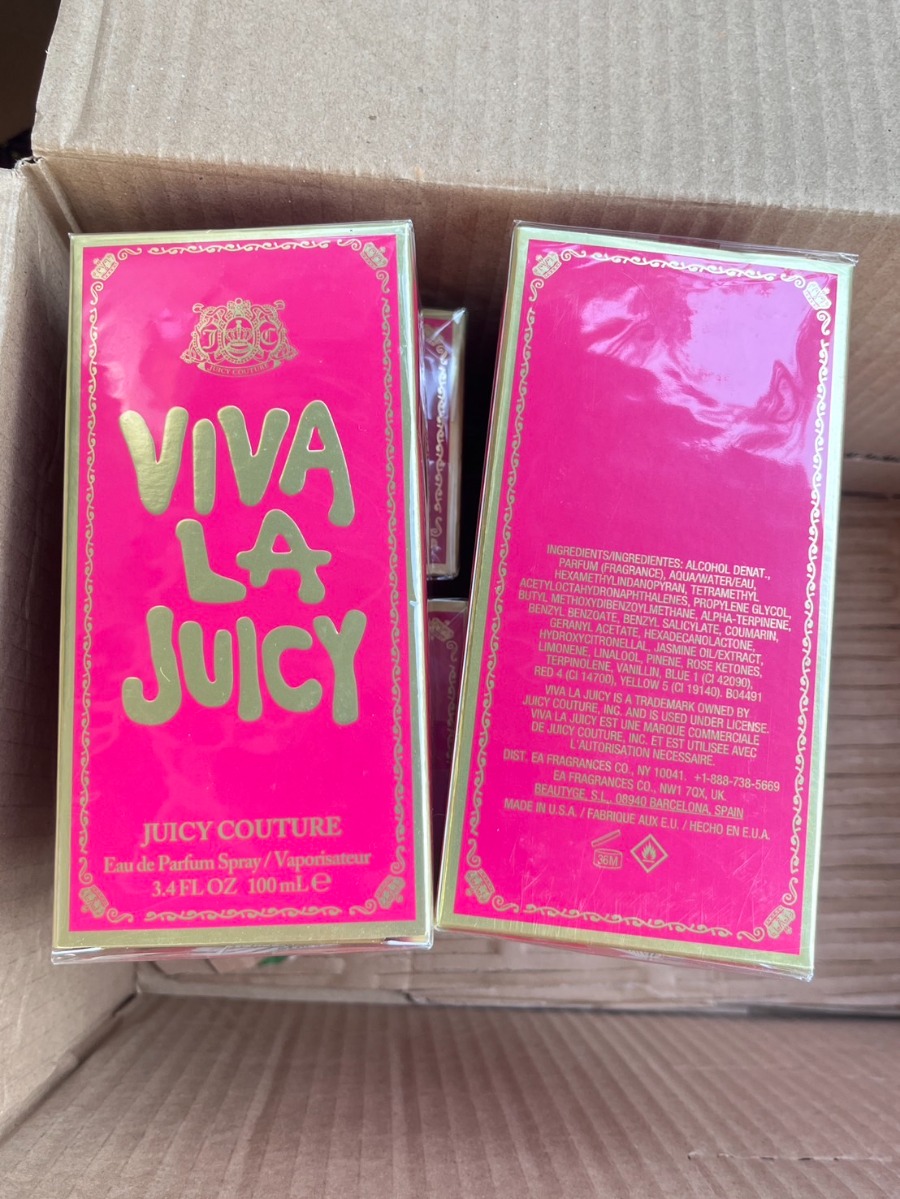 J C
JUICY COUTURE
VIVA
LA
JUICY
JUICY COUTURE
Eau de Parfum Spray / Vaporisateur
3.4 FL OZ 100 mL ℮
INGREDIENTS/INGREDIENTES: ALCOHOL DENAT.,
PARFUM (FRAGRANCE), AQUA/WATER/EAU,
HEXAMETHYLINDANOPYRAN, TETRAMETHYL
ACETYLOCTAHYDRONAPHTHALENES, PROPYLENE GLYCOL,
BUTYL METHOXYDIBENZOYLMETHANE, ALPHA-TERPINENE,
BENZYL BENZOATE, BENZYL SALICYLATE, COUMARIN,
GERANYL ACETATE, HEXADECANOLACTONE,
HYDROXYCITRONELLAL, JASMINE OIL/EXTRACT,
LIMONENE, LINALOOL, PINENE, ROSE KETONES,
TERPINOLENE, VANILLIN, BLUE 1 (CI 42090),
RED 4 (CI 14700), YELLOW 5 (CI 19140). B04491
VIVA LA JUICY IS A TRADEMARK OWNED BY
JUICY COUTURE, INC. AND IS USED UNDER LICENSE.
VIVA LA JUICY EST UNE MARQUE COMMERCIALE
DE JUICY COUTURE, INC. ET EST UTILISEE AVEC
L'AUTORISATION NECESSAIRE.
DIST. EA FRAGRANCES CO., NY 10041. +1-888-738-5669
EA FRAGRANCES CO., NW1 7QX, UK.
BEAUTYGE, S.L., 08940 BARCELONA, SPAIN
MADE IN U.S.A. / FABRIQUE AUX E.U. / HECHO EN E.U.A.
36M